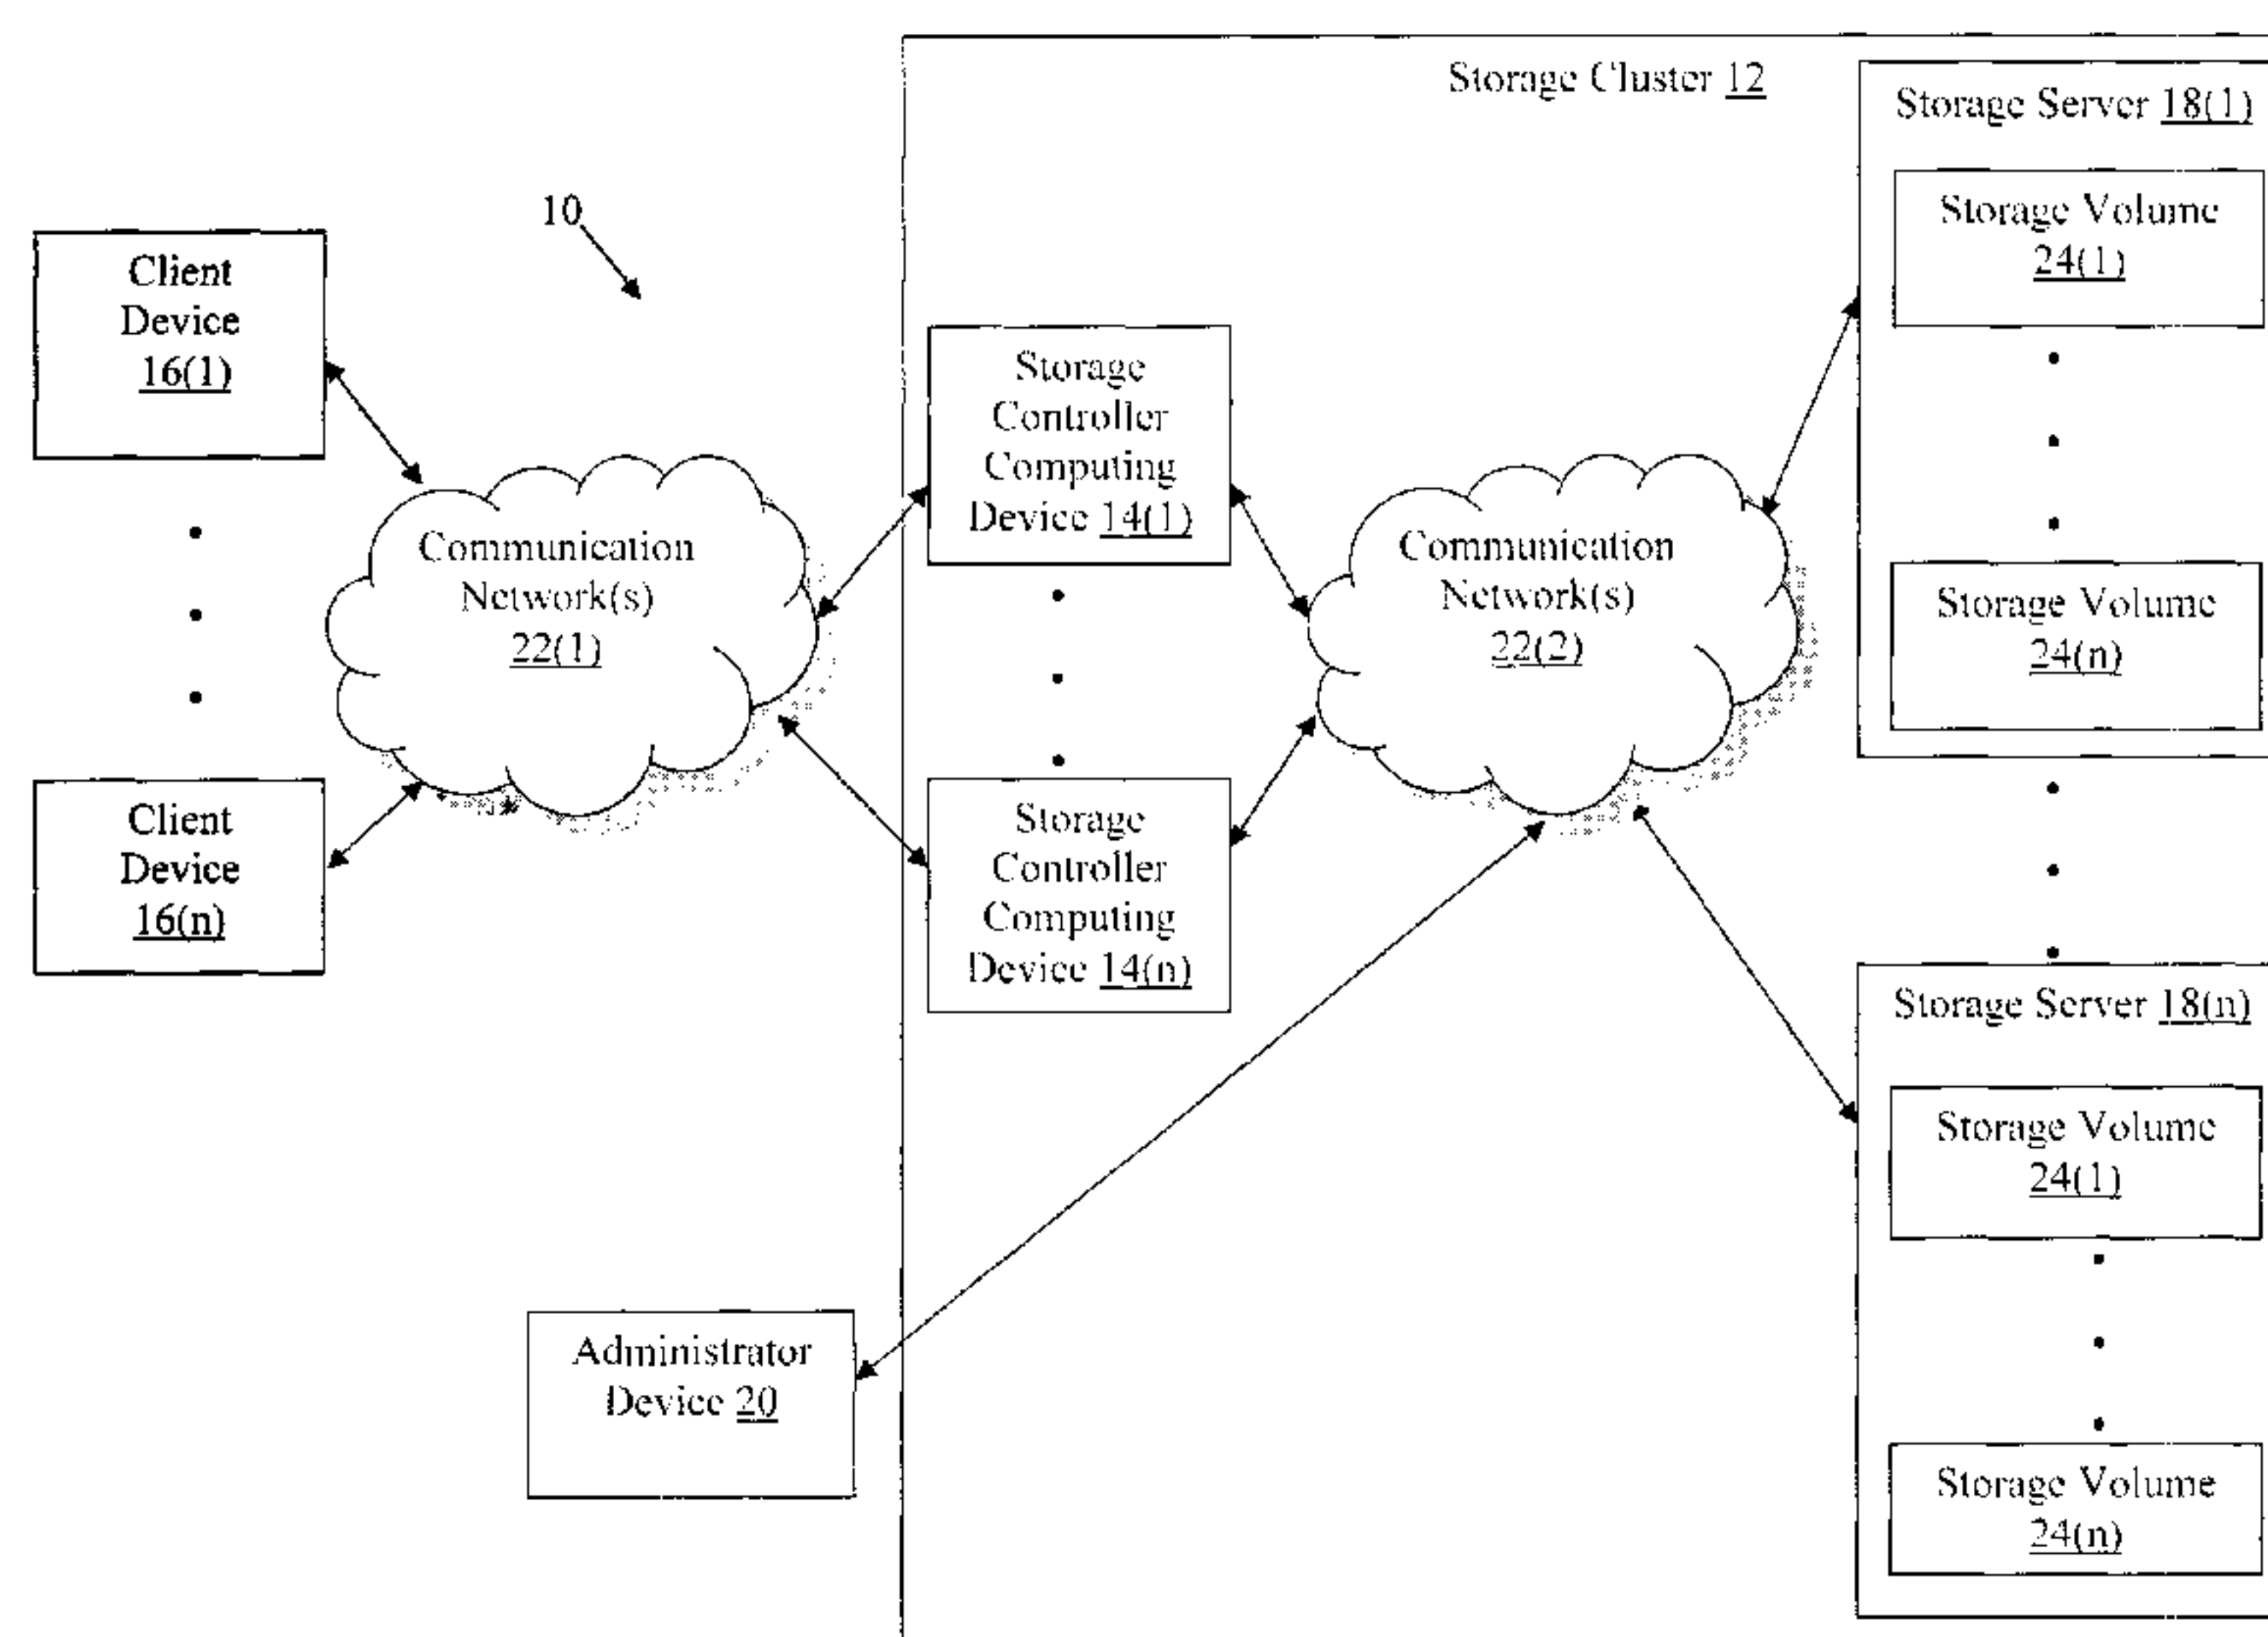 Storage Cluster 12
Storage Server 18(1)
Storage Volume
24(1)
10
Client
Device
16(1)
Storage
Controller
Computing
Device 14(1)
Communication
Network(s)
22(1)
Communication
Network(s)
22(2)
Storage Volume
24(n)
Client
Device
16(n)
Storage
Controller
Computing
Device 14(n)
Storage Server 18(n)
Storage Volume
24(1)
Administrator
Device 20
Storage Volume
24(n)